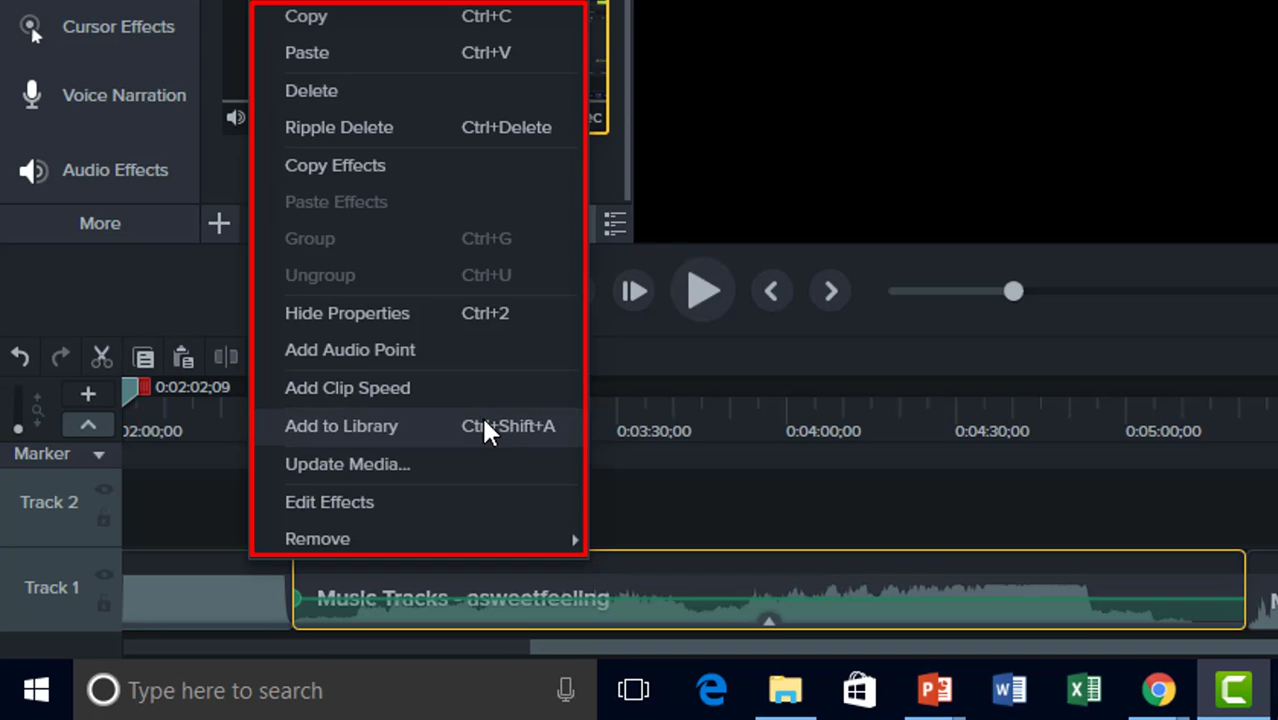 Cursor Effects
Voice Narration
Audio Effects
More
Copy Ctrl+C
Paste Ctrl+V
Delete
Ripple Delete Ctrl+Delete
Copy Effects
Paste Effects
Group Ctrl+G
Ungroup Ctrl+U
Hide Properties Ctrl+2
Add Audio Point
Add Clip Speed
Add to Library Ctrl+Shift+A
Update Media...
Edit Effects
Remove
0:02:02;09
02:00;00 0:03:30;00 0:04:00;00 0:04:30;00 0:05:00;00
Marker
Track 2
Track 1
Music Tracks - asweetfeeling
Type here to search